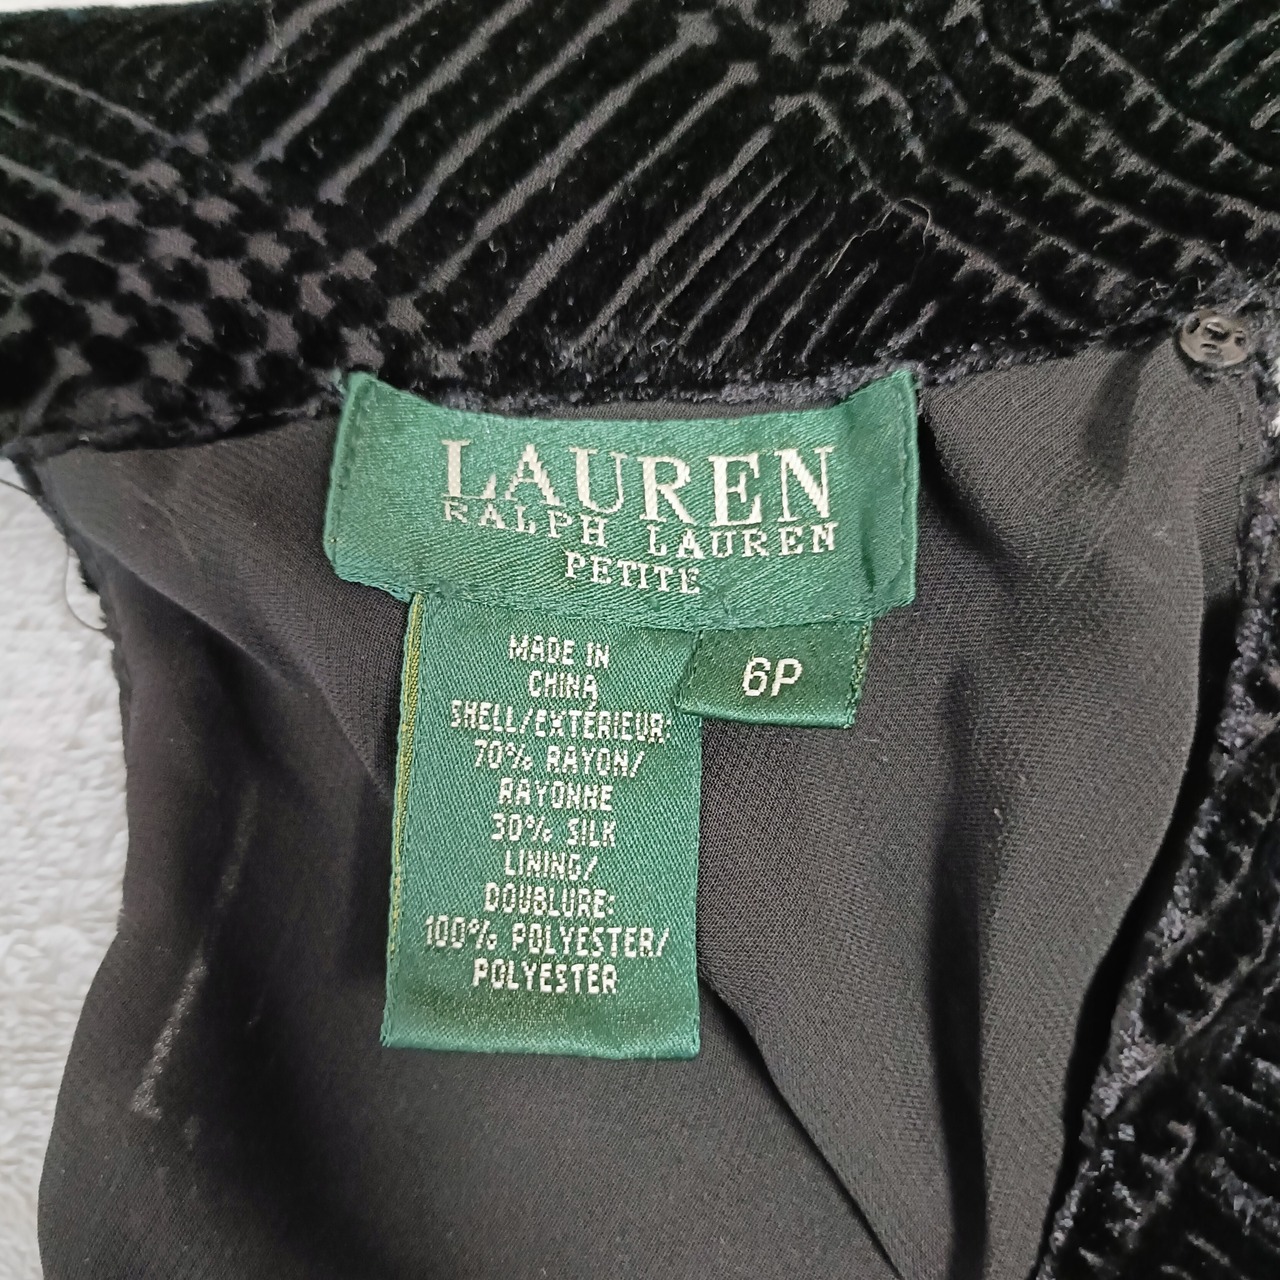 LAUREN
RALPH LAUREN
PETITE
6P
MADE IN
CHINA
SHELL/EXTÉRIEUR:
70% RAYON/
RAYONNE
30% SILK
LINING/
DOUBLURE:
100% POLYESTER/
POLYESTER